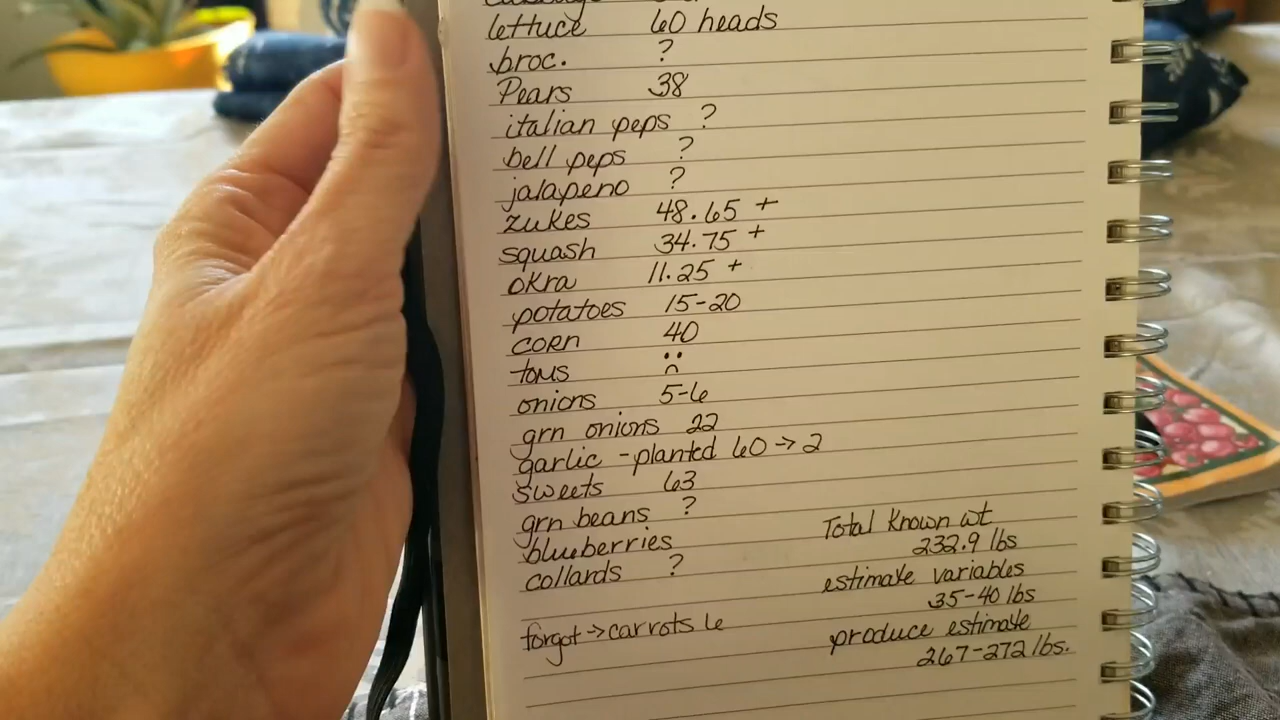 lettuce 60 heads
broc. ?
Pears 38
italian peps ?
bell peps ?
jalapeno ?
zukes 48.65 +
squash 34.75 +
okra 11.25 +
potatoes 15-20
corn 40
toms :(
onions 5-6
grn onions 22
garlic - planted 60 → 2
sweets 63
grn beans ?
blueberries
collards ?
forgot → carrots 6
Total Known wt
232.9 lbs
estimate variables
35-40 lbs
produce estimate
267-272 lbs.